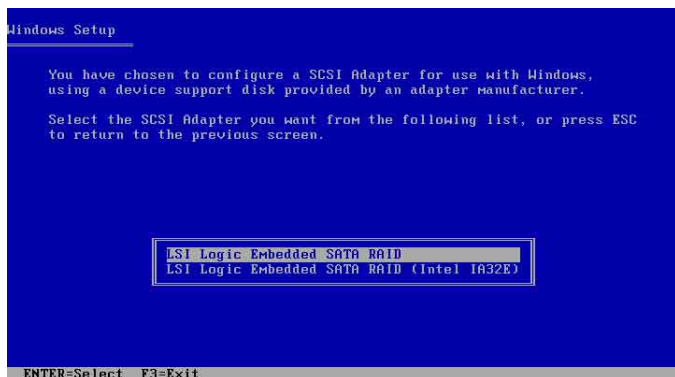 Windows Setup
You have chosen to configure a SCSI Adapter for use with Windows,
using a device support disk provided by an adapter manufacturer.
Select the SCSI Adapter you want from the following list, or press ESC
to return to the previous screen.
LSI Logic Embedded SATA RAID
LSI Logic Embedded SATA RAID (Intel IA32E)
ENTER=Select F3=Exit